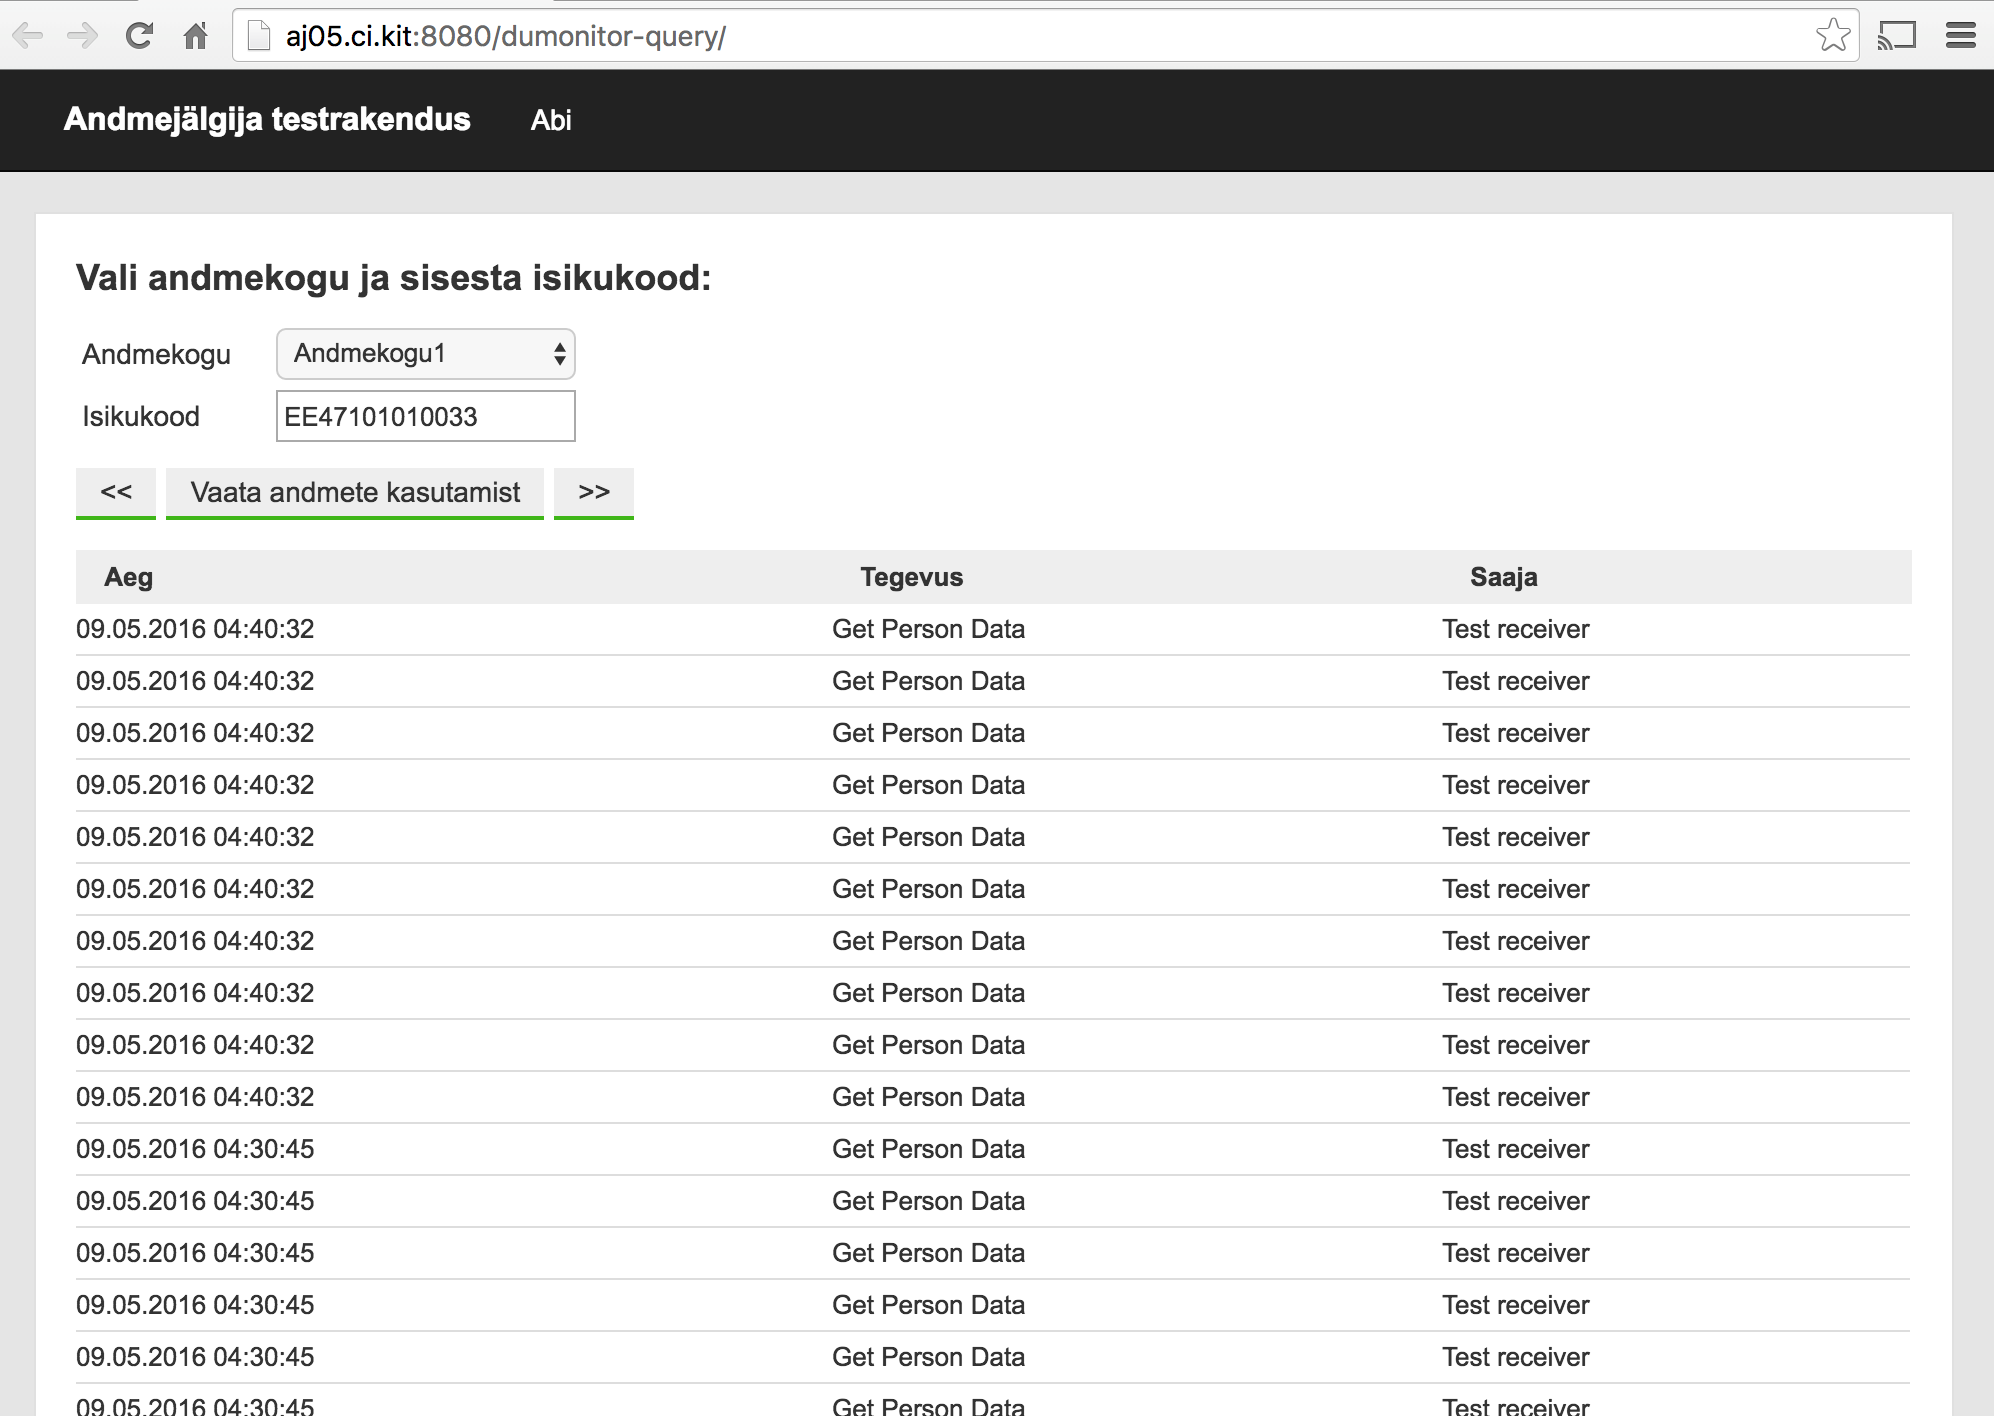 aj05.ci.kit:8080/dumonitor-query/
Andmejälgija testrakendus Abi
Vali andmekogu ja sisesta isikukood:
Andmekogu Andmekogu1
Isikukood EE47101010033
<< Vaata andmete kasutamist >>
Aeg Tegevus Saaja
09.05.2016 04:40:32 Get Person Data Test receiver
09.05.2016 04:40:32 Get Person Data Test receiver
09.05.2016 04:40:32 Get Person Data Test receiver
09.05.2016 04:40:32 Get Person Data Test receiver
09.05.2016 04:40:32 Get Person Data Test receiver
09.05.2016 04:40:32 Get Person Data Test receiver
09.05.2016 04:40:32 Get Person Data Test receiver
09.05.2016 04:40:32 Get Person Data Test receiver
09.05.2016 04:40:32 Get Person Data Test receiver
09.05.2016 04:40:32 Get Person Data Test receiver
09.05.2016 04:30:45 Get Person Data Test receiver
09.05.2016 04:30:45 Get Person Data Test receiver
09.05.2016 04:30:45 Get Person Data Test receiver
09.05.2016 04:30:45 Get Person Data Test receiver
09.05.2016 04:30:45 Get Person Data Test receiver
09.05.2016 04:30:45 Get Person Data Test receiver